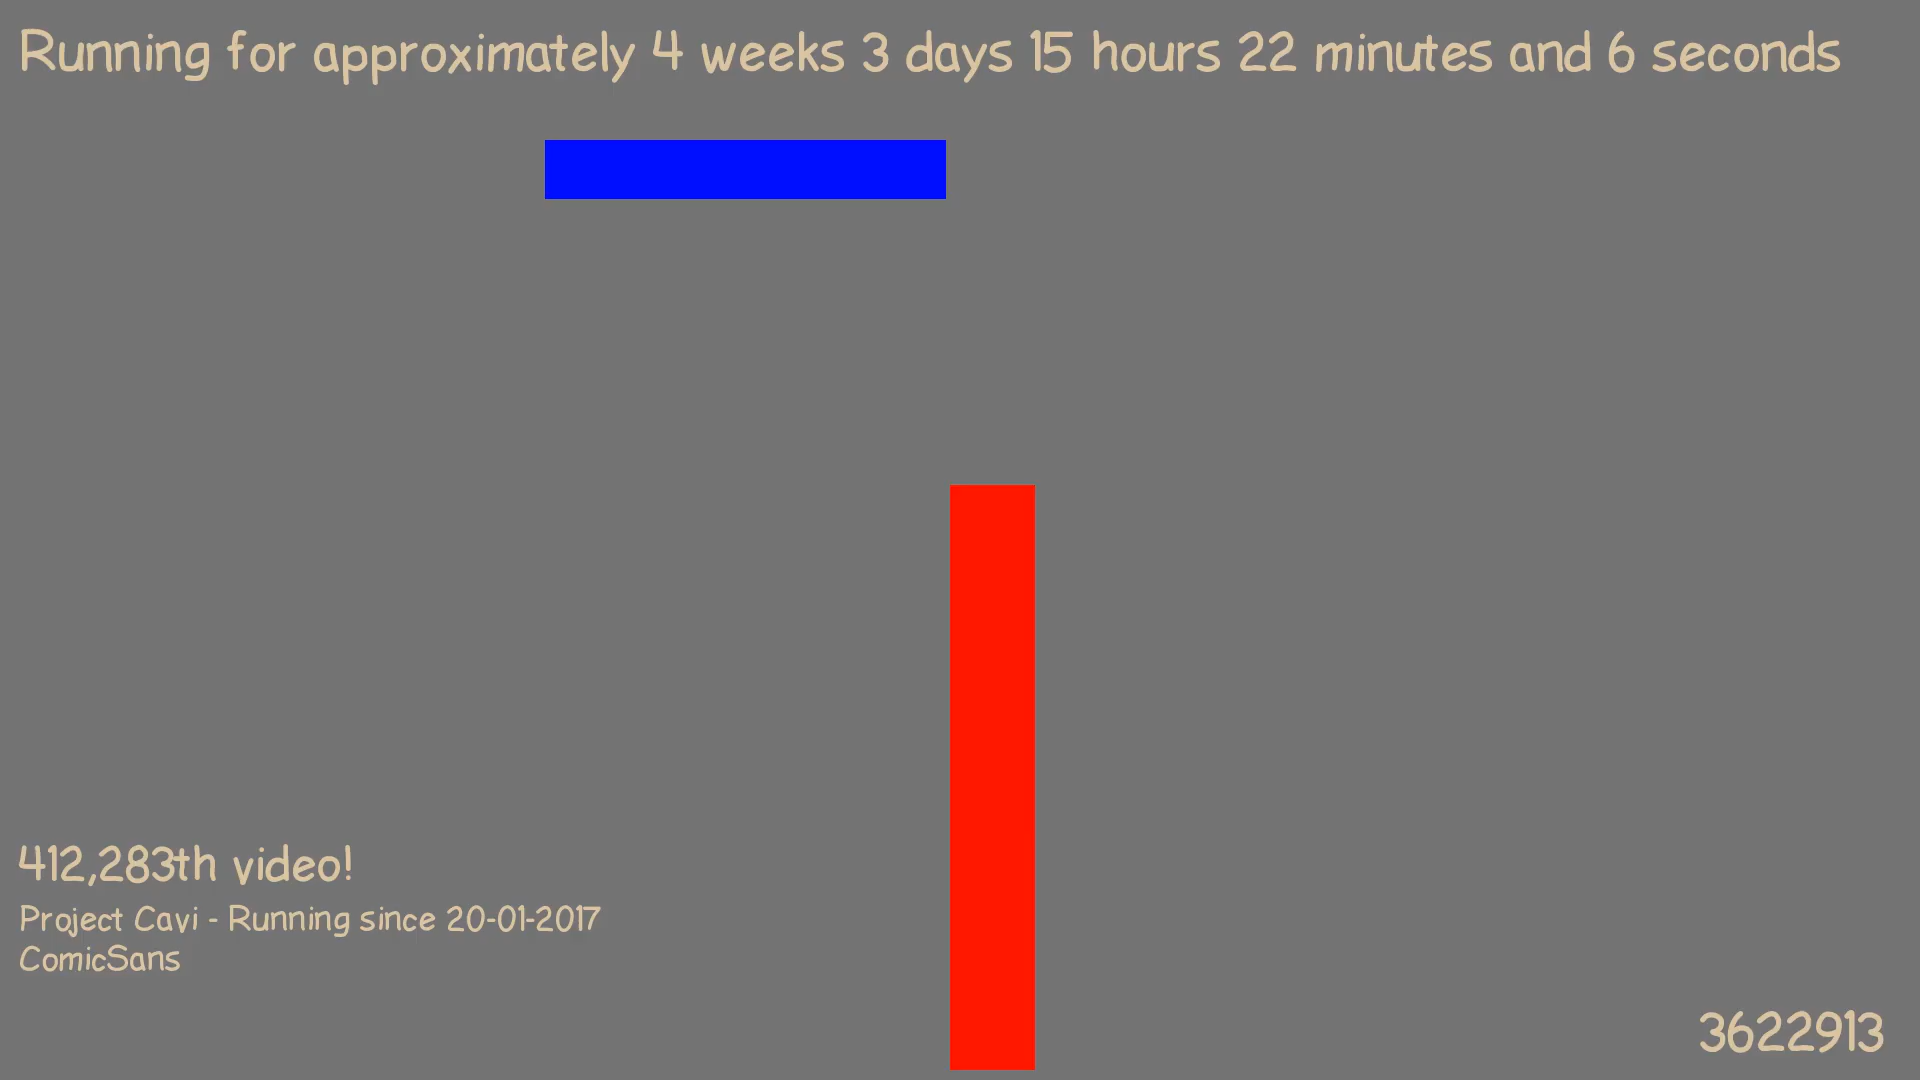 Running for approximately 4 weeks 3 days 15 hours 22 minutes and 6 seconds
412,283th video!
Project Cavi - Running since 20-01-2017
ComicSans
3622913